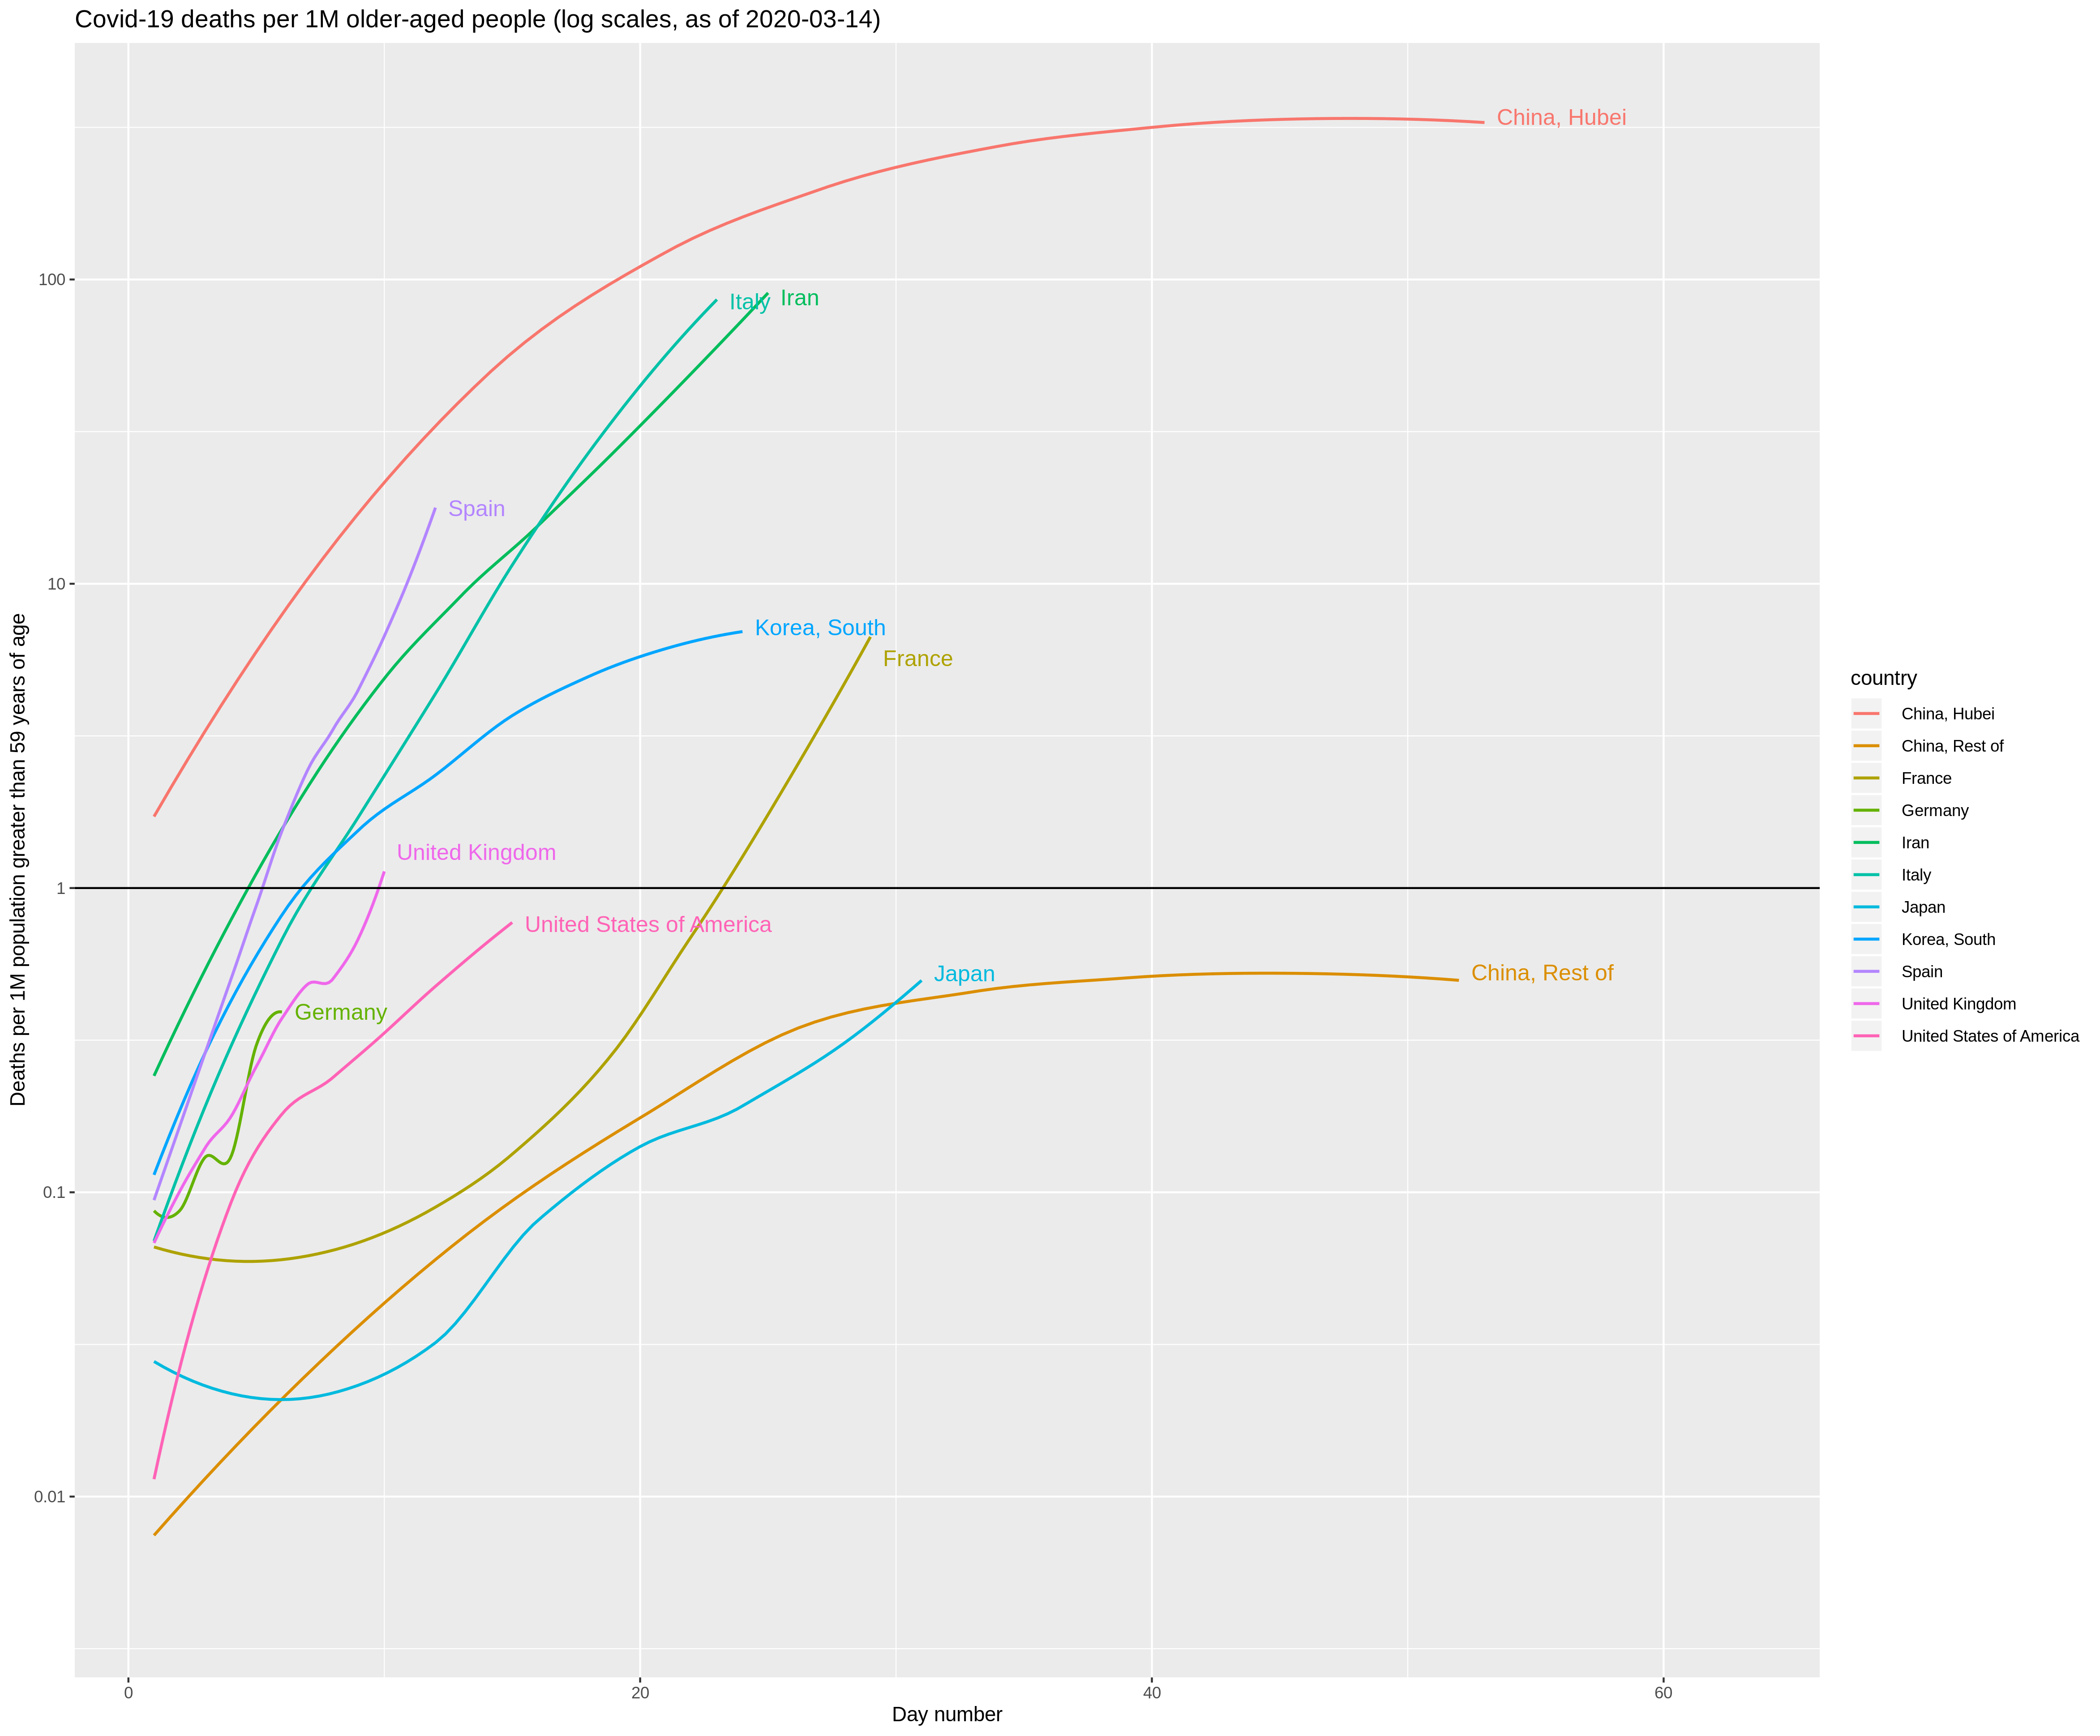 Covid-19 deaths per 1M older-aged people (log scales, as of 2020-03-14)
Deaths per 1M population greater than 59 years of age
100
10
1
0.1
0.01
China, Hubei
Italy
Iran
Spain
Korea, South
France
United Kingdom
United States of America
Japan
China, Rest of
Germany
0
20
40
60
Day number
country
China, Hubei
China, Rest of
France
Germany
Iran
Italy
Japan
Korea, South
Spain
United Kingdom
United States of America